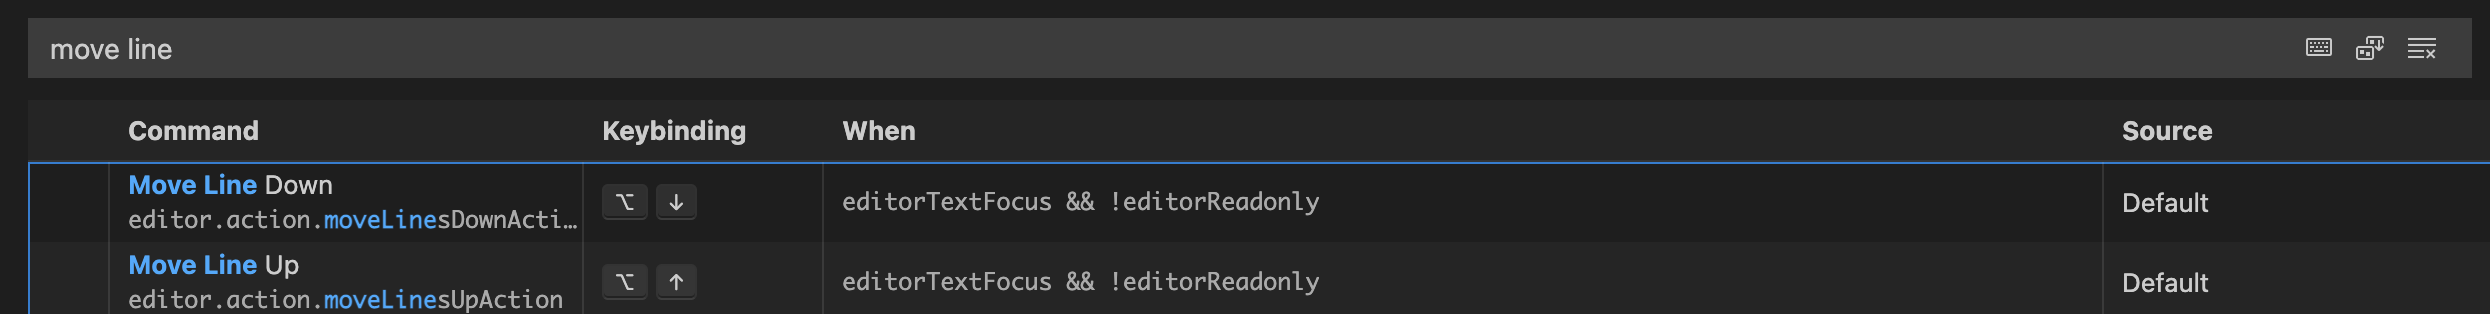 move line
Command Keybinding When Source
Move Line Down
editor.action.moveLinesDownActi… ⌥ ↓ editorTextFocus && !editorReadonly Default
Move Line Up
editor.action.moveLinesUpAction ⌥ ↑ editorTextFocus && !editorReadonly Default